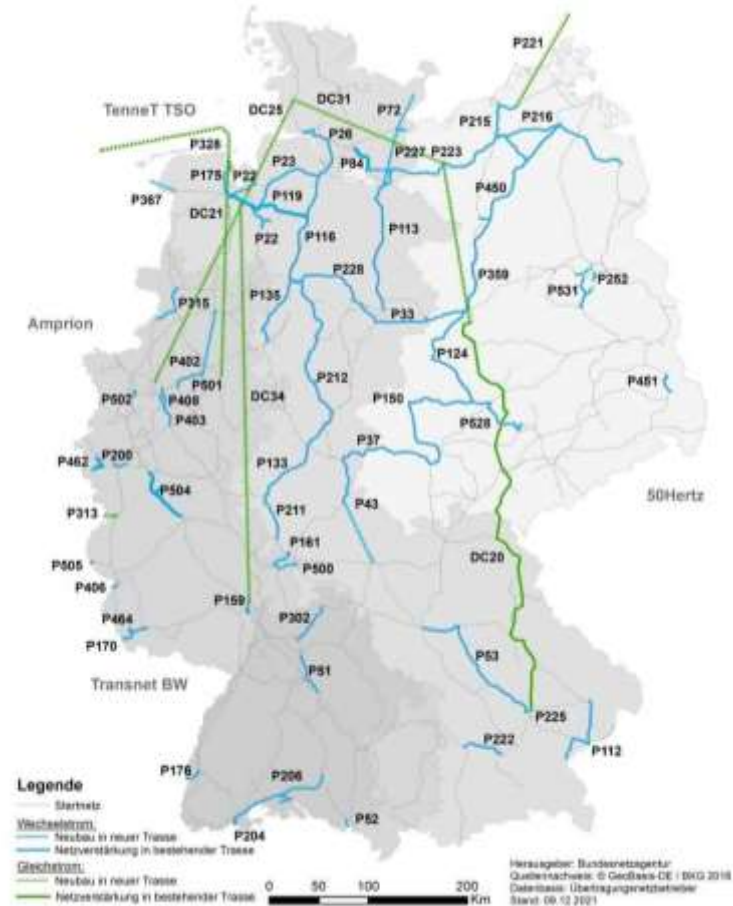 P221
TenneT TSO
DC25
DC31
P72
P215
P216
P26
P328
P23
P84
P227
P223
P175
P22
P119
P367
P450
DC21
P22
P116
P113
P228
P359
P252
P531
P135
P315
P33
Amprion
P402
P124
P212
P501
DC34
P150
P451
P502
P408
P403
P528
P37
P462
P200
P133
P504
P43
50Hertz
P211
P313
P161
DC20
P505
P500
P406
P159
P464
P302
P170
P53
P51
Transnet BW
P225
P222
P112
P176
P206
P204
P52
Legende
Startnetz
Wechselstrom:
Neubau in neuer Trasse
Netzverstärkung in bestehender Trasse
Gleichstrom:
Neubau in neuer Trasse
Netzverstärkung in bestehender Trasse
0 50 100 200
Km
Herausgeber: Bundesnetzagentur
Quellennachweis: © GeoBasis-DE / BKG 2018
Datenbasis: Übertragungsnetzbetreiber
Stand: 09.12.2021